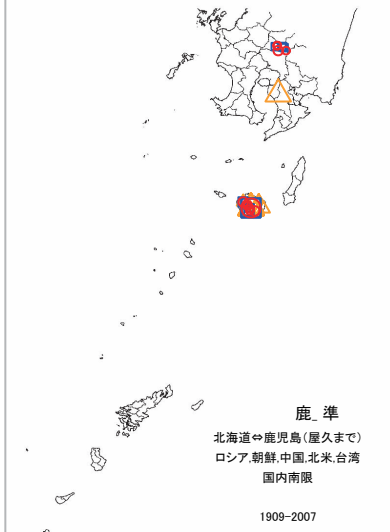 鹿_準
北海道⇔鹿児島(屋久まで)
ロシア,朝鮮,中国,北米,台湾
国内南限
1909-2007